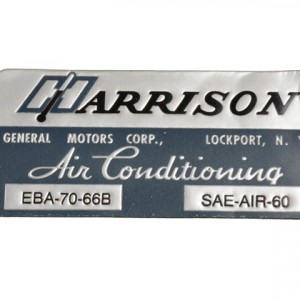 HARRISON
GENERAL MOTORS CORP., LOCKPORT, N.
Air Conditioning
EBA-70-66B SAE-AIR-60